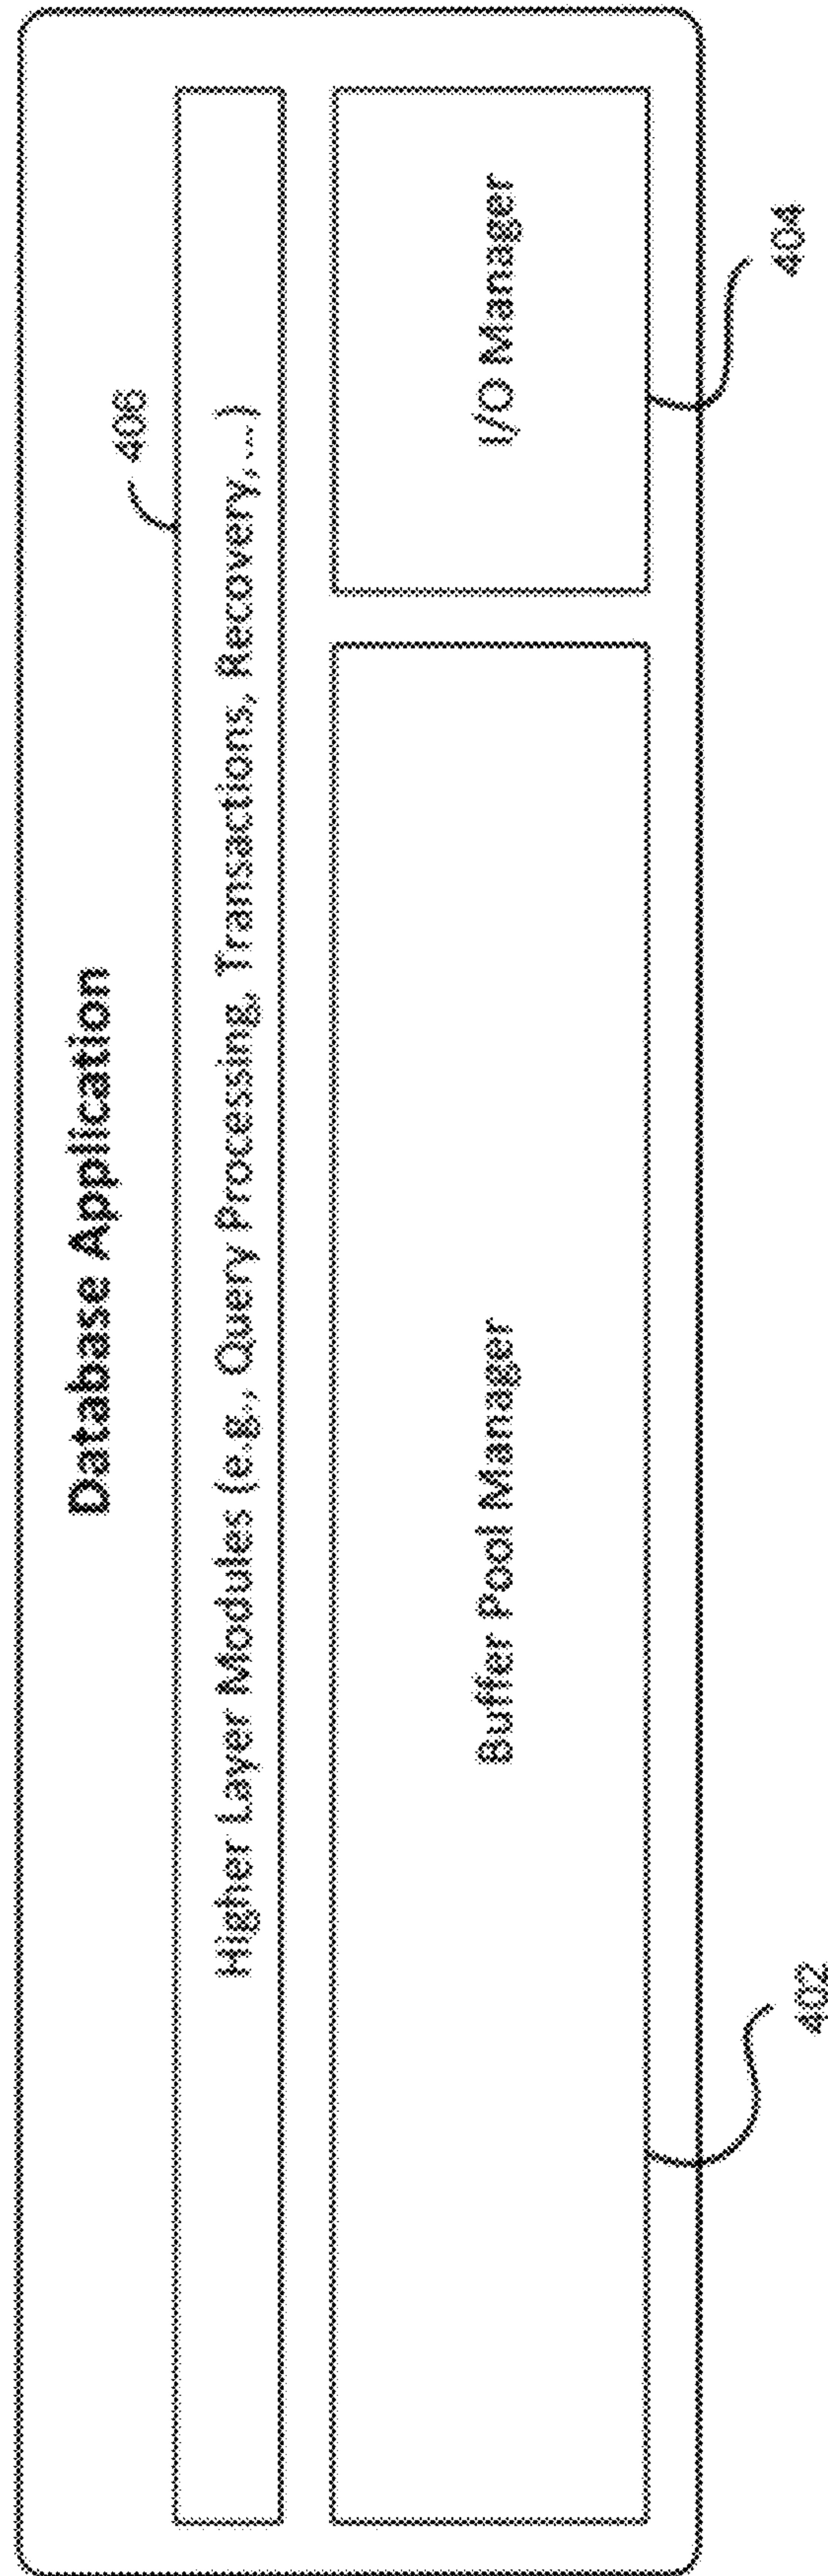 Database Application
406
Higher Layer Modules (e.g., Query Processing, Transactions, Recovery,...)
Buffer Pool Manager
I/O Manager
402
404